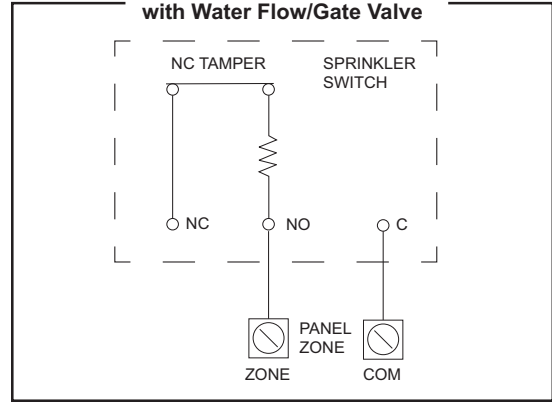 with Water Flow/Gate Valve
NC TAMPER
SPRINKLER
SWITCH
NC
NO
C
PANEL
ZONE
ZONE
COM